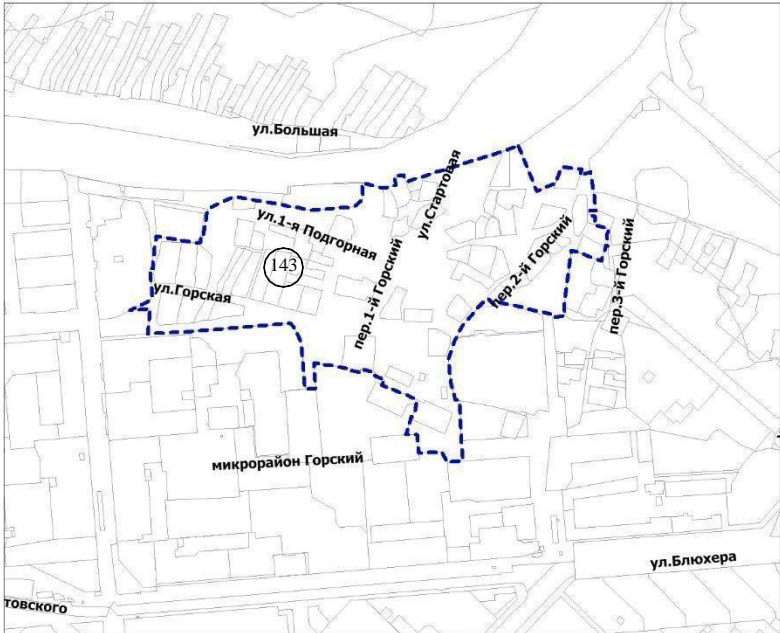 ул.Большая
ул.Стартовая
ул.1-я Подгорная
143
ул.Горская
пер.1-й Горский
пер.2-й Горский
пер.3-й Горский
микрорайон Горский
ул.Блюхера
товского